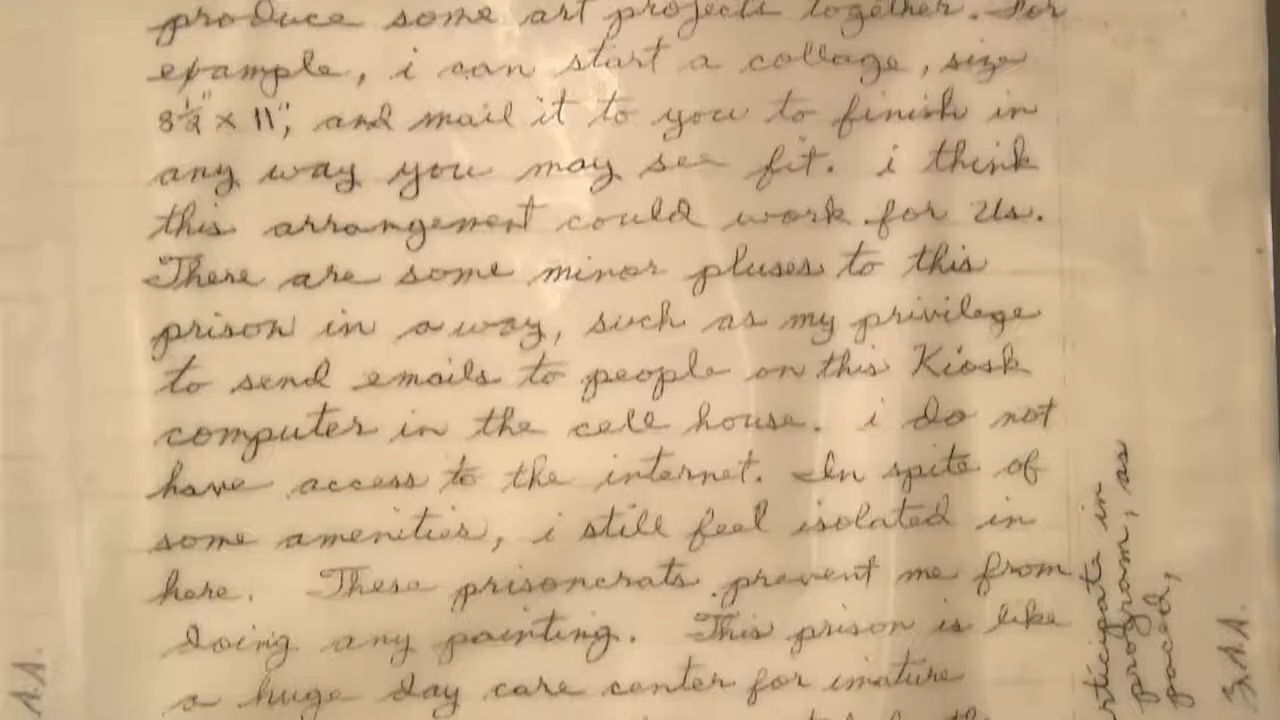 produce some art projects together. For
example, i can start a collage, size
8½" x 11", and mail it to you to finish in
any way you may see fit. i think
this arrangement could work for us.
There are some minor pluses to this
prison in a way, such as my privilege
to send emails to people on this Kiosk
computer in the cell house. i do not
have access to the internet. In spite of
some amenities, i still feel isolated in
here. These prisoncrats prevent me from
doing any painting. This prison is like
a huge day care center for imature
rticipate in
program, as
paced,